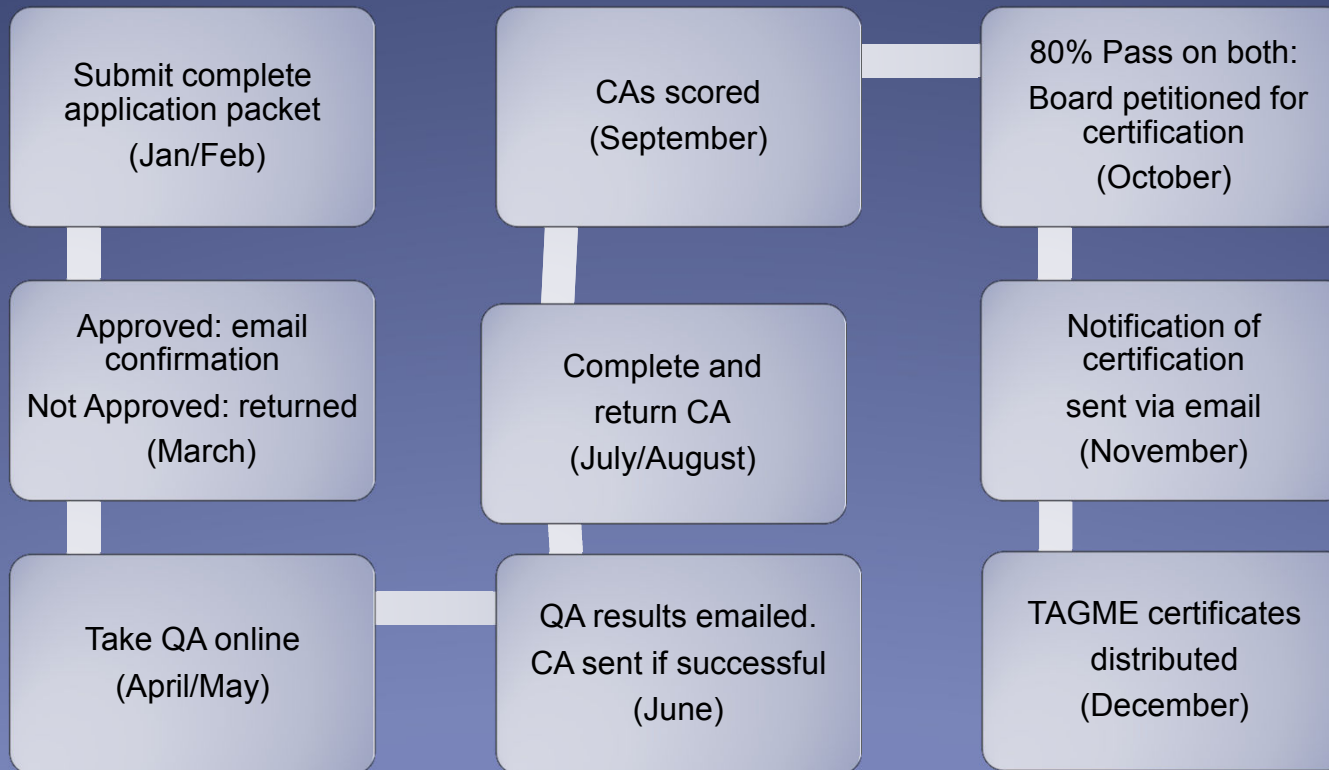 Submit complete
application packet
(Jan/Feb)
Approved: email
confirmation
Not Approved: returned
(March)
Take QA online
(April/May)
QA results emailed.
CA sent if successful
(June)
Complete and
return CA
(July/August)
CAs scored
(September)
80% Pass on both:
Board petitioned for
certification
(October)
Notification of
certification
sent via email
(November)
TAGME certificates
distributed
(December)